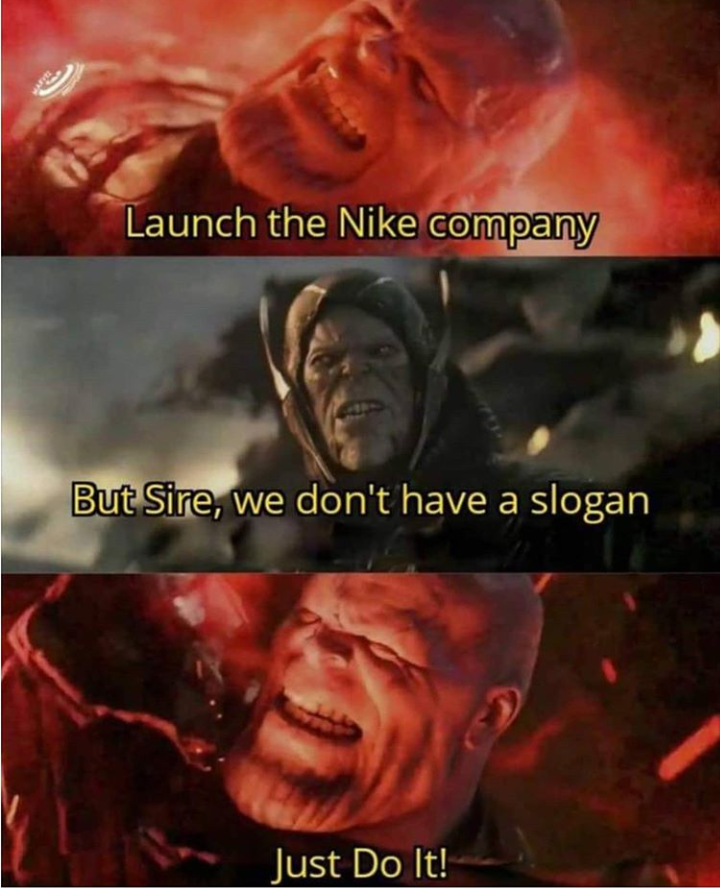 Launch the Nike company
But Sire, we don't have a slogan
Just Do It!